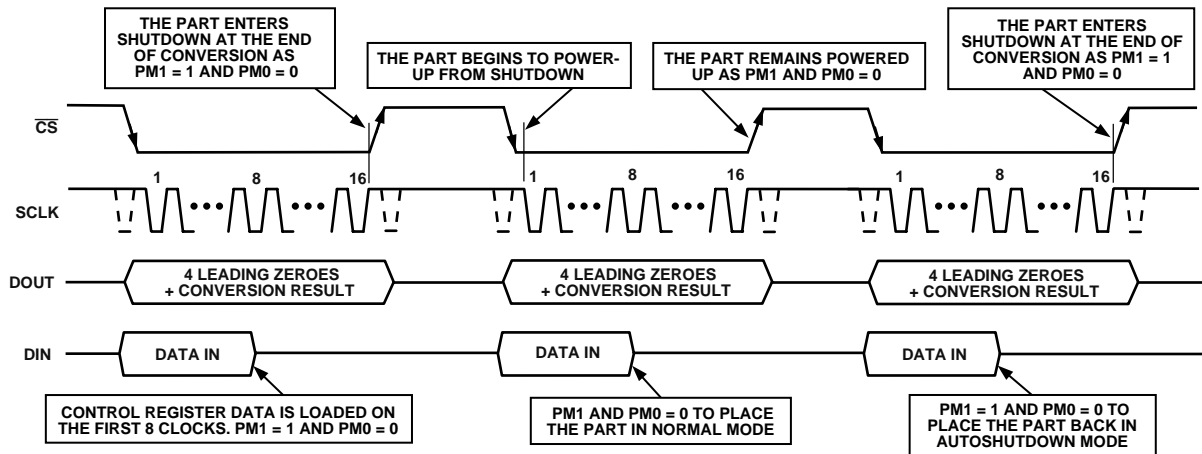 THE PART ENTERS
SHUTDOWN AT THE END
OF CONVERSION AS
PM1 = 1 AND PM0 = 0
THE PART BEGINS TO POWER-
UP FROM SHUTDOWN
THE PART REMAINS POWERED
UP AS PM1 AND PM0 = 0
THE PART ENTERS
SHUTDOWN AT THE END OF
CONVERSION AS PM1 = 1
AND PM0 = 0
CS
1 8 16 1 8 16 1 8 16
SCLK
DOUT
4 LEADING ZEROES
+ CONVERSION RESULT
4 LEADING ZEROES
+ CONVERSION RESULT
4 LEADING ZEROES
+ CONVERSION RESULT
DIN
DATA IN
DATA IN
DATA IN
CONTROL REGISTER DATA IS LOADED ON
THE FIRST 8 CLOCKS. PM1 = 1 AND PM0 = 0
PM1 AND PM0 = 0 TO PLACE
THE PART IN NORMAL MODE
PM1 = 1 AND PM0 = 0 TO
PLACE THE PART BACK IN
AUTOSHUTDOWN MODE